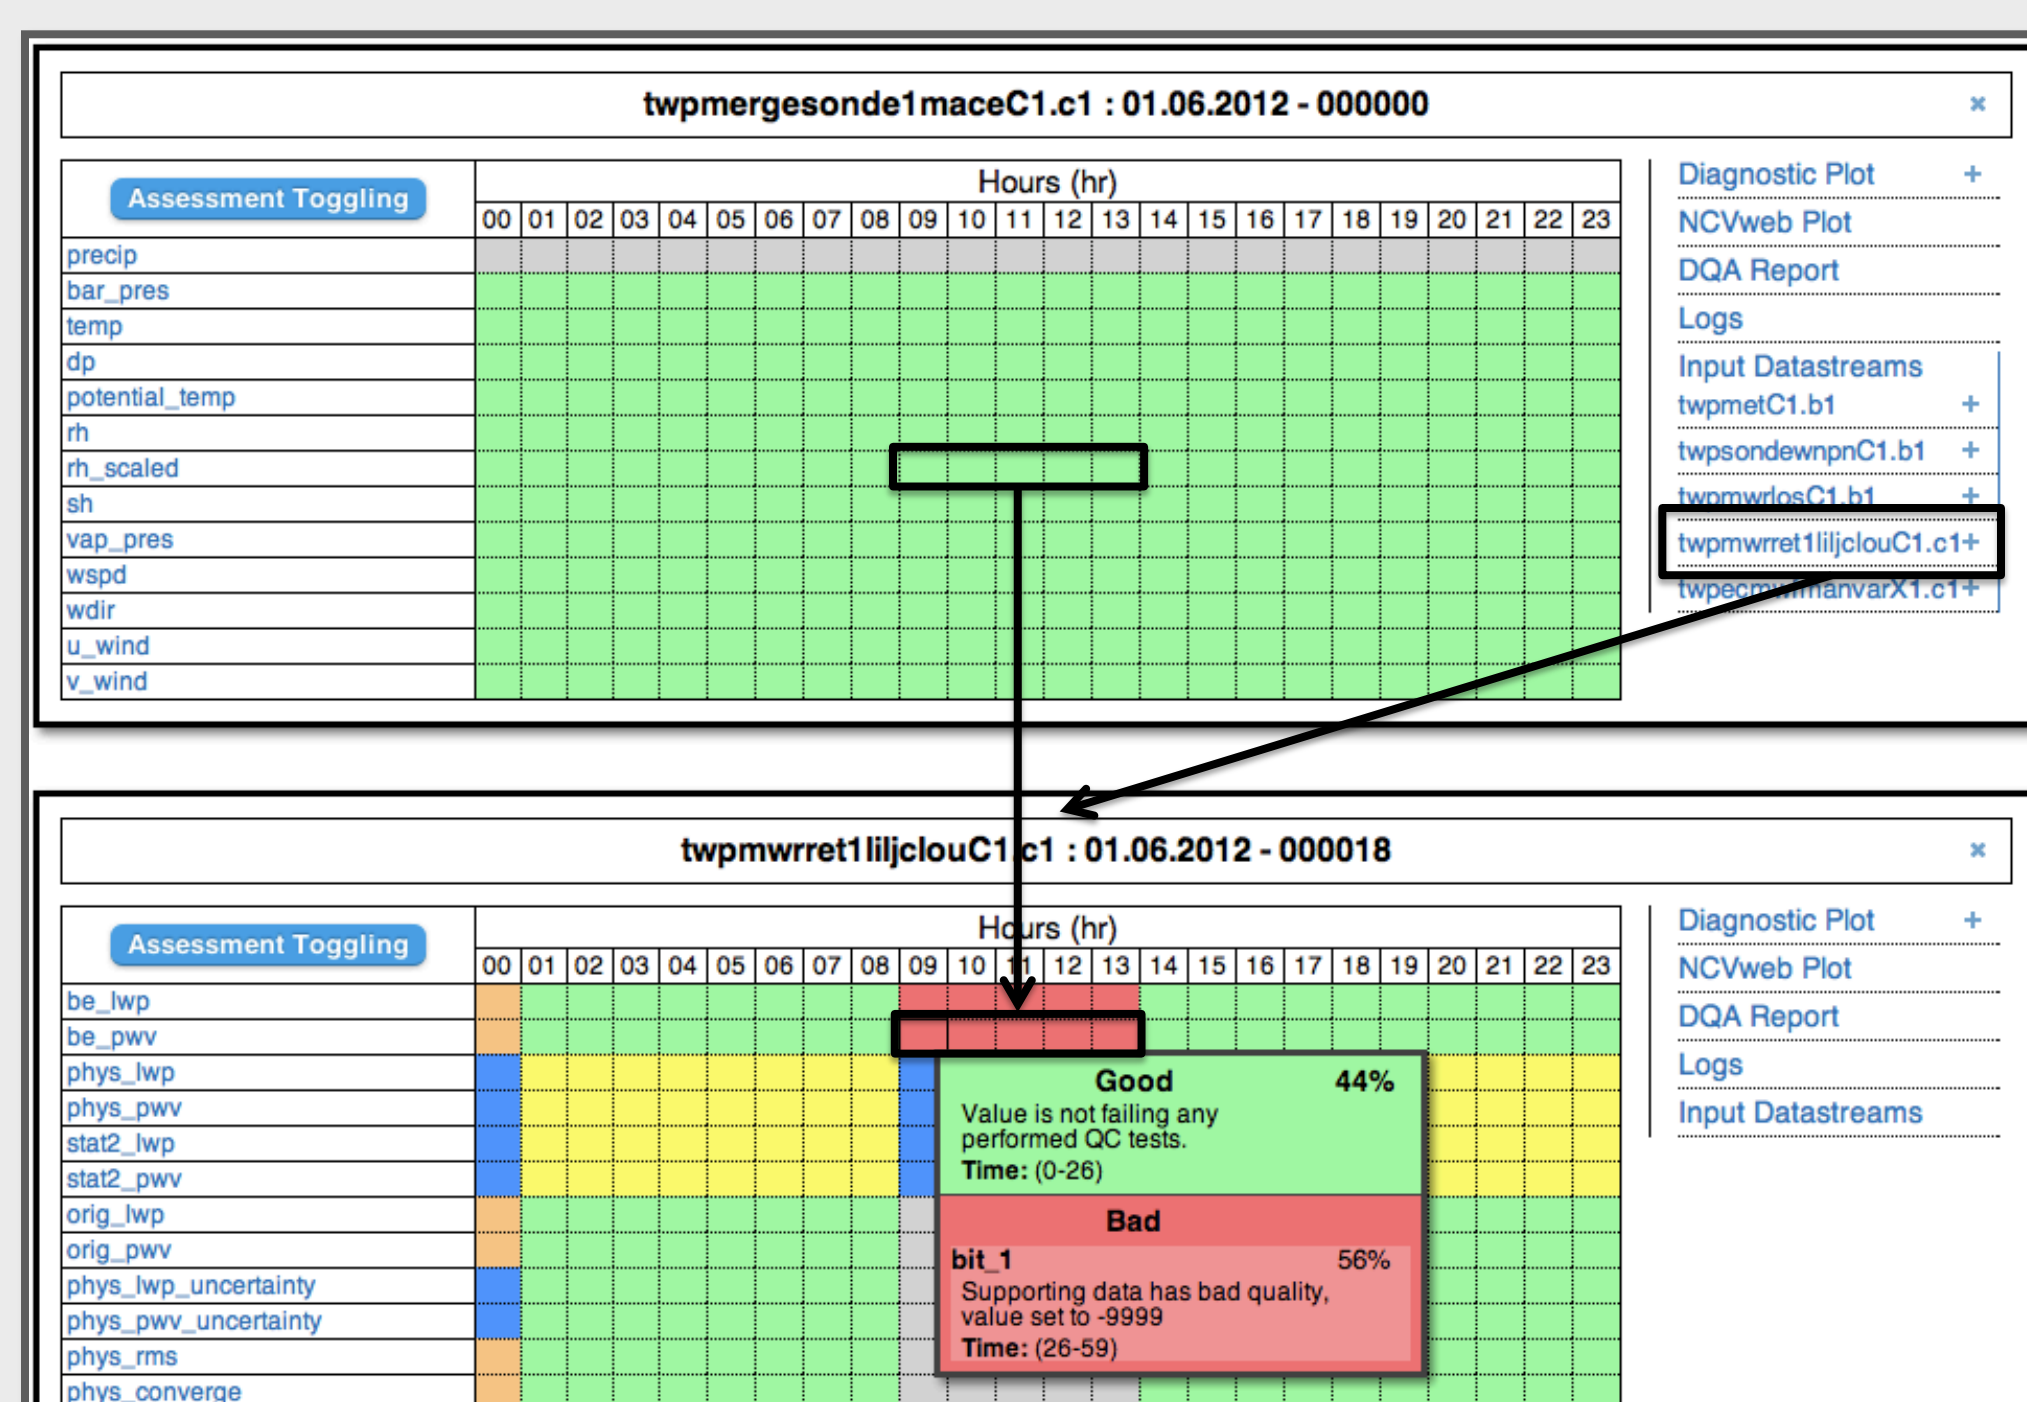 twpmergesonde1maceC1.c1 : 01.06.2012 - 000000 ×
Assessment Toggling
Hours (hr)
00 01 02 03 04 05 06 07 08 09 10 11 12 13 14 15 16 17 18 19 20 21 22 23
precip
bar_pres
temp
dp
potential_temp
rh
rh_scaled
sh
vap_pres
wspd
wdir
u_wind
v_wind
Diagnostic Plot +
NCVweb Plot
DQA Report
Logs
Input Datastreams
twpmetC1.b1 +
twpsondewnpnC1.b1 +
twpmwrlosC1.b1 +
twpmwrret1liljclouC1.c1+
twpmwrret1liljclouC1.c1 : 01.06.2012 - 000018 ×
Assessment Toggling
Hours (hr)
00 01 02 03 04 05 06 07 08 09 10 11 12 13 14 15 16 17 18 19 20 21 22 23
be_lwp
be_pwv
phys_lwp
phys_pwv
stat2_lwp
stat2_pwv
orig_lwp
orig_pwv
phys_lwp_uncertainty
phys_pwv_uncertainty
phys_rms
phys_converge
Good 44%
Value is not failing any
performed QC tests.
Time: (0-26)
Bad
bit_1 56%
Supporting data has bad quality,
value set to -9999
Time: (26-59)
Diagnostic Plot +
NCVweb Plot
DQA Report
Logs
Input Datastreams